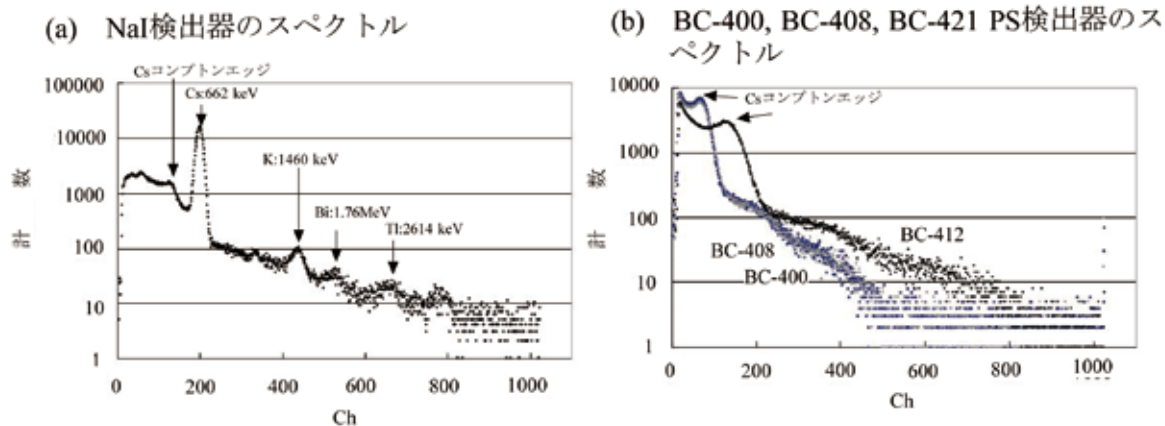 (a) NaI検出器のスペクトル
Csコンプトンエッジ
100000
Cs:662 keV
10000
K:1460 keV
1000
Bi:1.76MeV
Tl:2614 keV
100
10
1
計 数
0 200 400 600 800 1000
Ch
(b) BC-400, BC-408, BC-421 PS検出器のス
ペクトル
10000
Csコンプトンエッジ
1000
100
BC-412
BC-408
BC-400
10
1
計 数
0 200 400 600 800 1000
Ch